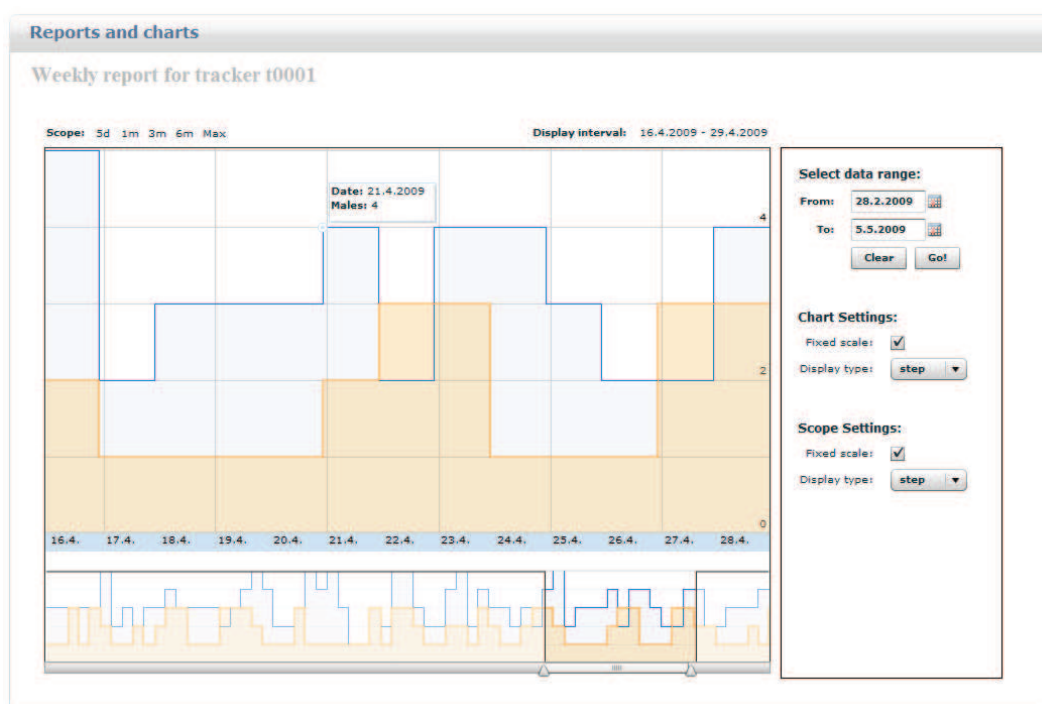 Reports and charts
Weekly report for tracker t0001
Scope: 5d 1m 3m 6m Max
Display interval: 16.4.2009 - 29.4.2009
Date: 21.4.2009
Males: 4
4
2
0
16.4. 17.4. 18.4. 19.4. 20.4. 21.4. 22.4. 23.4. 24.4. 25.4. 26.4. 27.4. 28.4.
Select data range:
From: 28.2.2009
To: 5.5.2009
Clear Go!
Chart Settings:
Fixed scale:
Display type: step
Scope Settings:
Fixed scale:
Display type: step